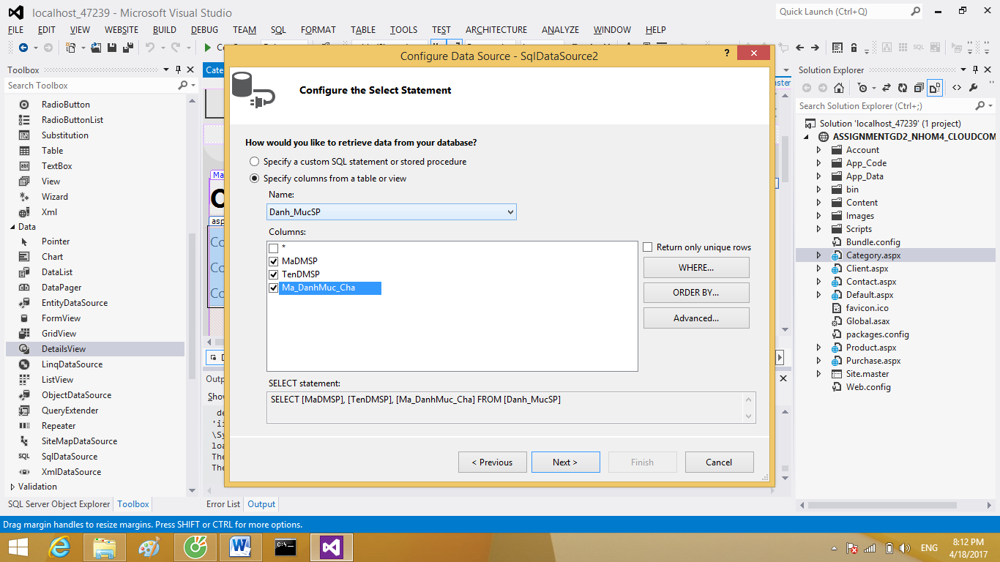 localhost_47239 - Microsoft Visual Studio
Quick Launch (Ctrl+Q)
FILE EDIT VIEW WEBSITE BUILD DEBUG TEAM SQL FORMAT TABLE TOOLS TEST ARCHITECTURE ANALYZE WINDOW HELP
Toolbox
Search Toolbox
RadioButton
RadioButtonList
Substitution
Table
TextBox
View
Wizard
Xml
Data
Pointer
Chart
DataList
DataPager
EntityDataSource
FormView
GridView
DetailsView
LinqDataSource
ListView
ObjectDataSource
QueryExtender
Repeater
SiteMapDataSource
SqlDataSource
XmlDataSource
Validation
SQL Server Object Explorer Toolbox
Configure Data Source - SqlDataSource2
?
Configure the Select Statement
How would you like to retrieve data from your database?
Specify a custom SQL statement or stored procedure
Specify columns from a table or view
Name:
Danh_MucSP
Columns:
*
MaDMSP
TenDMSP
Ma_DanhMuc_Cha
Return only unique rows
WHERE...
ORDER BY...
Advanced...
SELECT statement:
SELECT [MaDMSP], [TenDMSP], [Ma_DanhMuc_Cha] FROM [Danh_MucSP]
< Previous
Next >
Finish
Cancel
Error List Output
Solution Explorer
Search Solution Explorer (Ctrl+;)
Solution 'localhost_47239' (1 project)
ASSIGNMENTGD2_NHOM4_CLOUDCOM
Account
App_Code
App_Data
bin
Content
Images
Scripts
Bundle.config
Category.aspx
Client.aspx
Contact.aspx
Default.aspx
favicon.ico
Global.asax
packages.config
Product.aspx
Purchase.aspx
Site.master
Web.config
Drag margin handles to resize margins. Press SHIFT or CTRL for more options.
ENG
8:12 PM
4/18/2017